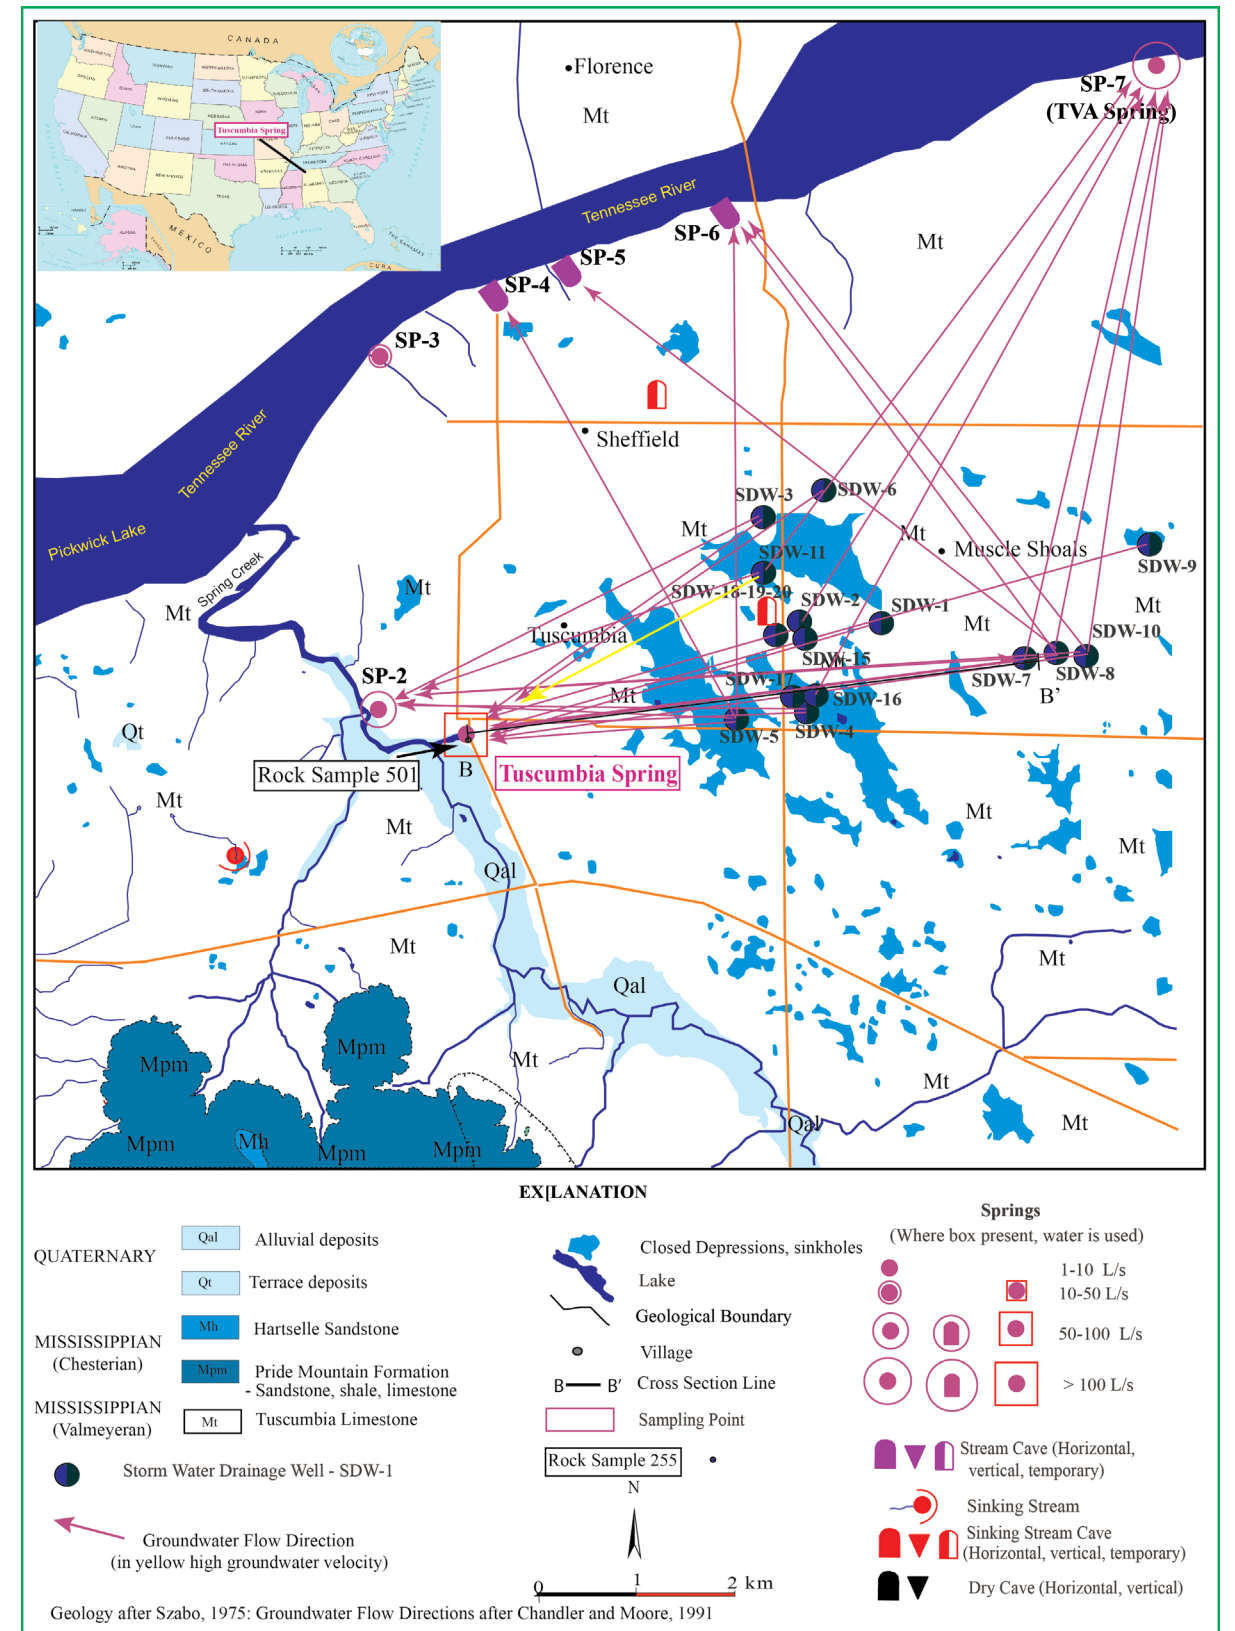 CANADA
Tuscumbia Spring
MEXICO
CUBA
Florence
Mt
SP-7
(TVA Spring)
Tennessee River
SP-6
Mt
SP-5
SP-4
SP-3
Sheffield
Tennessee River
SDW-3
SDW-6
Mt
Mt
Pickwick Lake
Muscle Shoals
SDW-11
SDW-9
Spring Creek
Mt
SDW-18-19-20
SDW-2
SDW-1
Mt
Mt
Mt
Tuscumbia
SDW-10
SDW-15
Mt
SP-2
SDW-17
SDW-7
SDW-8
Mt
SDW-16
B’
Qt
SDW-5
SDW-4
Rock Sample 501
B
Tuscumbia Spring
Mt
Mt
Mt
Mt
Qal
Mt
Mt
Qal
Mpm
Mpm
Mt
Mt
Mt
Qal
Mpm
Mh
Mpm
Mpm
EX[LANATION
QUATERNARY
Qal
Alluvial deposits
Qt
Terrace deposits
MISSISSIPPIAN
(Chesterian)
Mh
Hartselle Sandstone
Mpm
Pride Mountain Formation
- Sandstone, shale, limestone
MISSISSIPPIAN
(Valmeyeran)
Mt
Tuscumbia Limestone
Storm Water Drainage Well - SDW-1
Groundwater Flow Direction
(in yellow high groundwater velocity)
Closed Depressions, sinkholes
Lake
Geological Boundary
Village
B
B’
Cross Section Line
Sampling Point
Rock Sample 255
N
0
1
2 km
Springs
(Where box present, water is used)
1-10 L/s
10-50 L/s
50-100 L/s
> 100 L/s
Stream Cave (Horizontal,
vertical, temporary)
Sinking Stream
Sinking Stream Cave
(Horizontal, vertical, temporary)
Dry Cave (Horizontal, vertical)
Geology after Szabo, 1975: Groundwater Flow Directions after Chandler and Moore, 1991